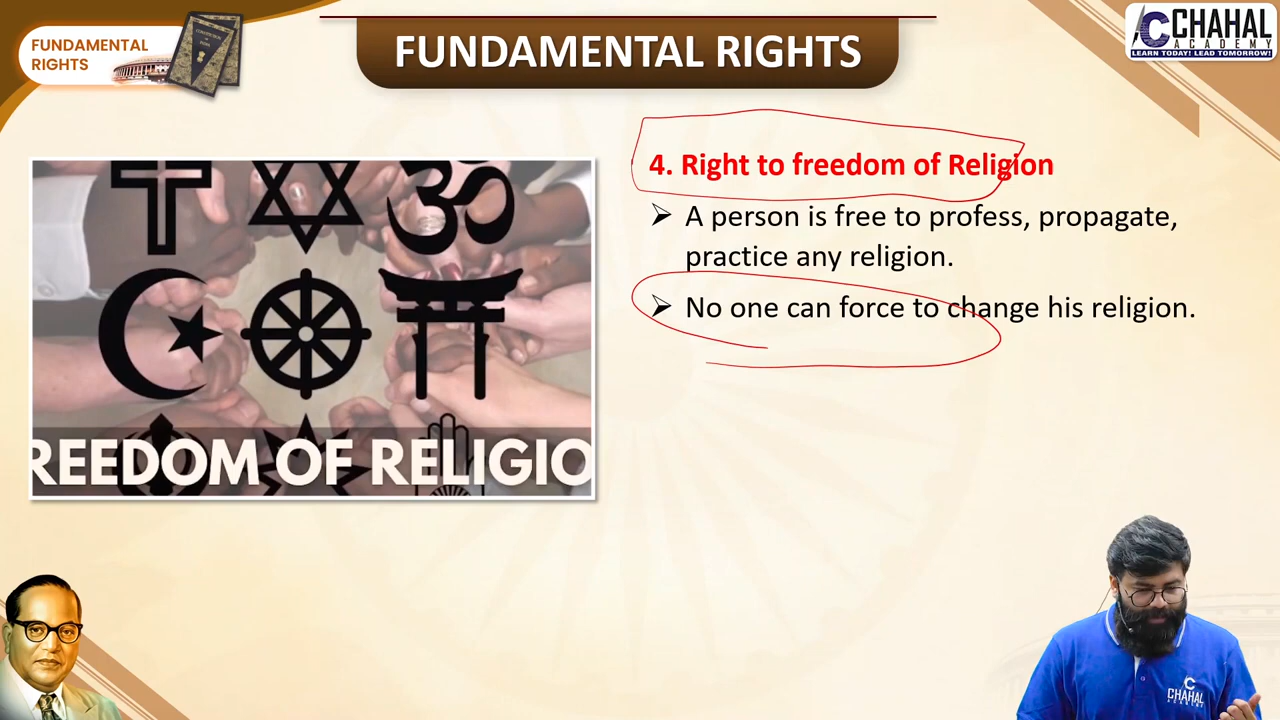 FUNDAMENTAL
RIGHTS
FUNDAMENTAL RIGHTS
CHAHAL
ACADEMY
LEARN TODAY! LEAD TOMORROW!
4. Right to freedom of Religion
➢ A person is free to profess, propagate,
practice any religion.
➢ No one can force to change his religion.
REEDOM OF RELIGIO
CHAHAL
ACADEMY